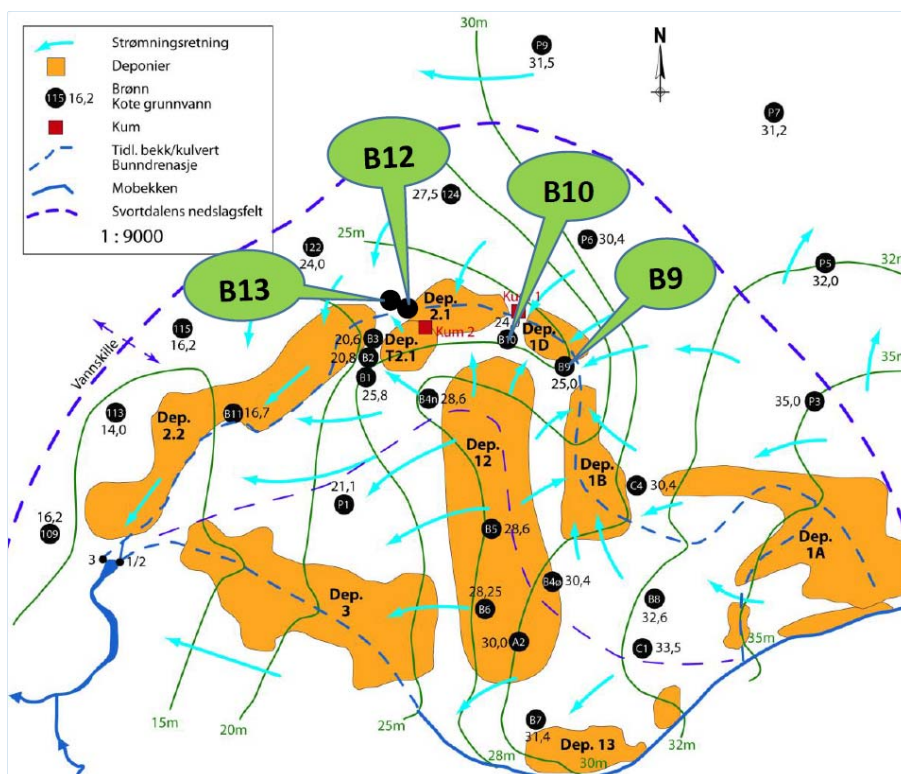 Strømningsretning
Deponier
Brønn
115 16,2 Kote grunnvann
Kum
Tidl. bekk/kulvert
Bunndrenasje
Mobekken
Svortdalens nedslagsfelt
1 : 9000
30m
P9
31,5
N
P7
31,2
B12
B10
27,5 124
25m
P6 30,4
122
24,0
B13
B9
P5
32,0
32m
Kum 1
Dep.
2.1
24,
Kum 2
Dep.
1D
B10
115
16,2
20,6 B3
20,8 B2
Dep.
T2.1
B1
25,8
B9
25,0
35m
Vannskille
113
14,0
B11 16,7
B4n 28,6
P3
35,0
Dep.
2.2
Dep.
12
Dep.
1B
C4 30,4
21,1
P1
16,2
109
B5 28,6
Dep.
1A
3
1/2
Dep.
3
28,25
B6
B4ø 30,4
B8
32,6
30,0 A2
C1 33,5
35m
15m
20m
25m
B7
31,4
32m
28m
Dep. 13
30m